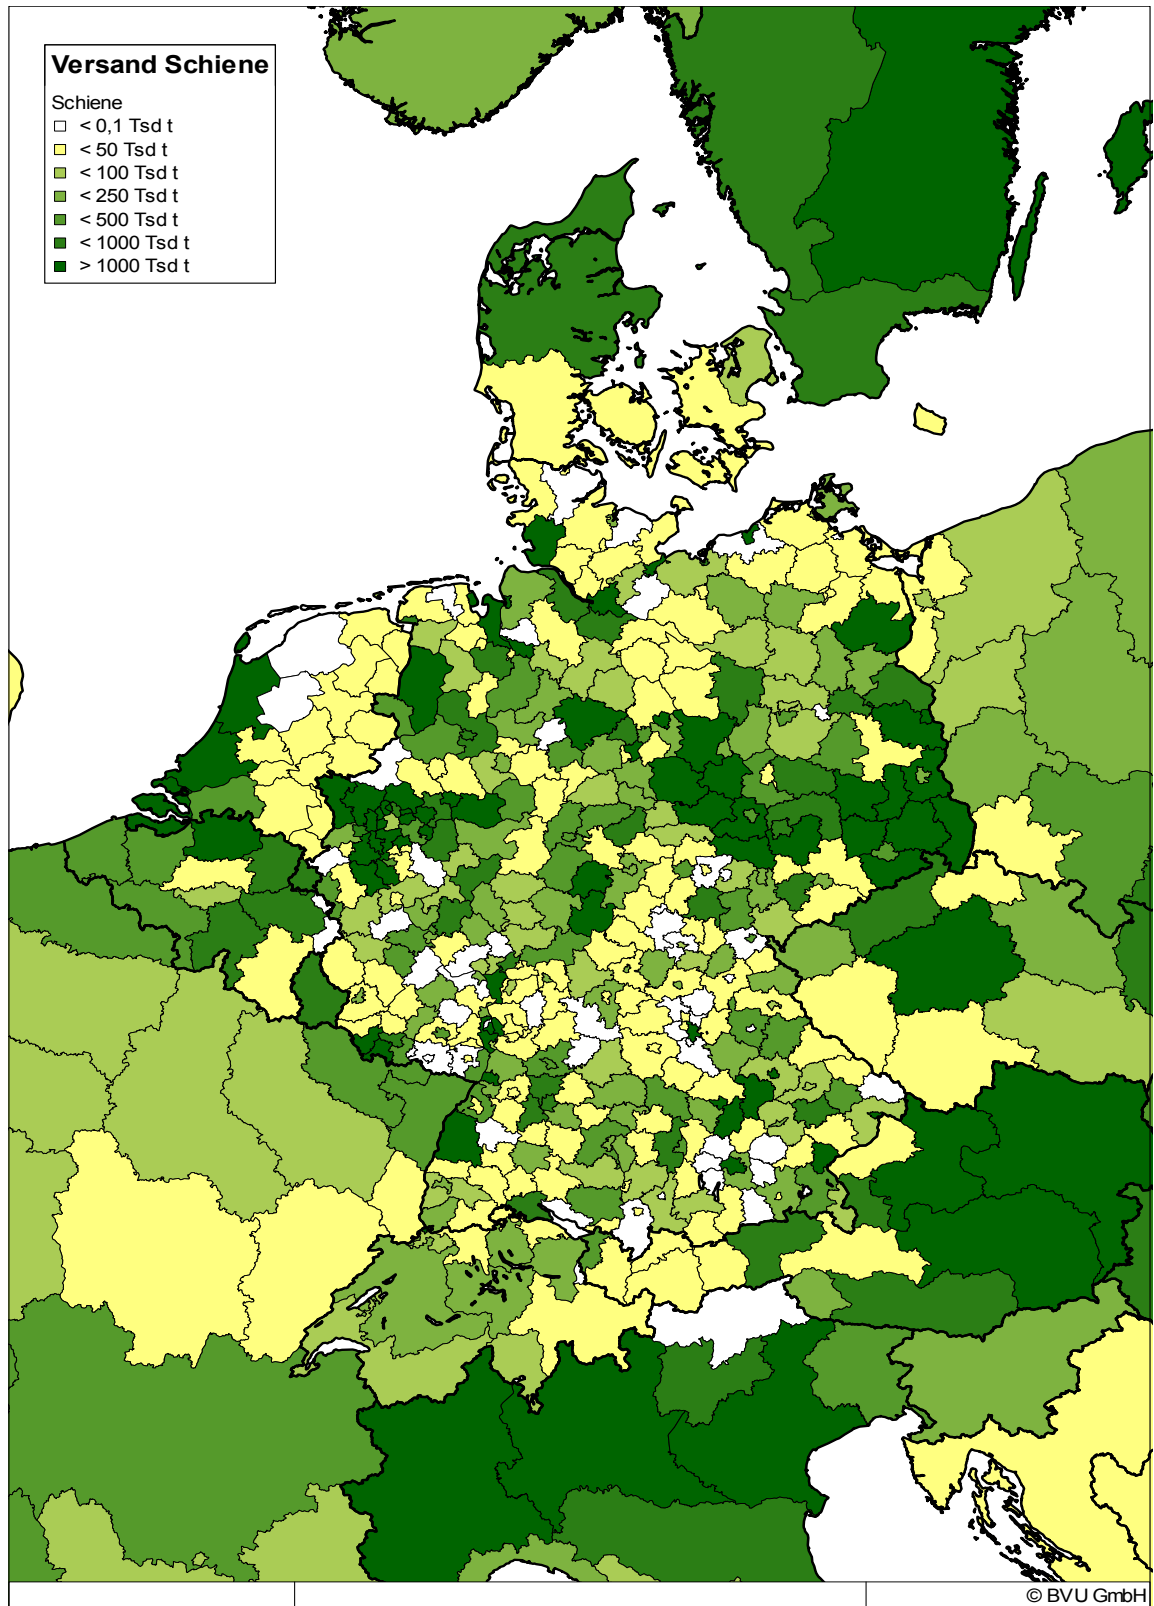 Versand Schiene
Schiene
< 0,1 Tsd t
< 50 Tsd t
< 100 Tsd t
< 250 Tsd t
< 500 Tsd t
< 1000 Tsd t
> 1000 Tsd t
© BVU GmbH